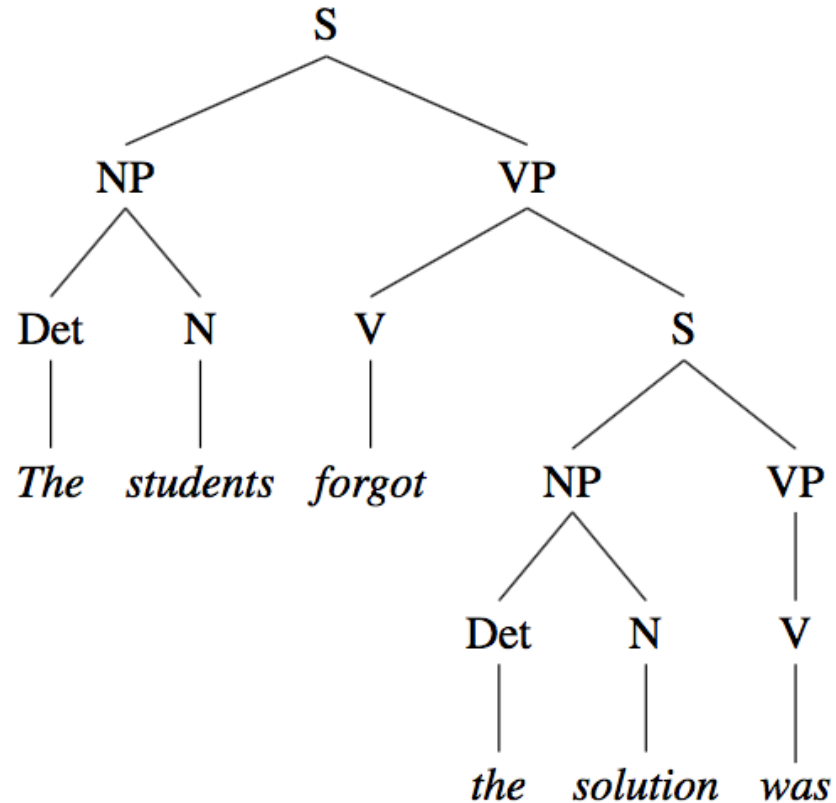 S
NP VP
Det N V S
The students forgot NP VP
Det N V
the solution was